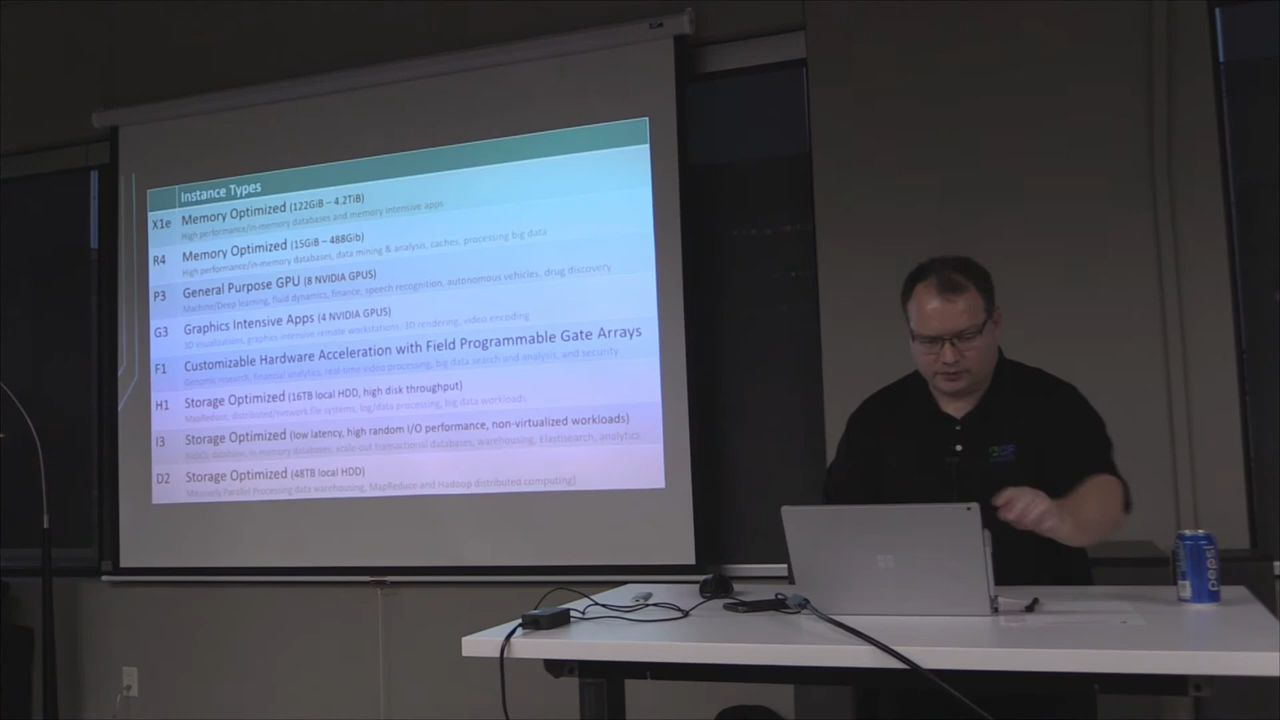 Instance Types
X1e Memory Optimized (122GiB – 4.2TiB)
High performance/in-memory databases and memory intensive apps
R4 Memory Optimized (15GiB – 488Gib)
High performance/in-memory databases, data mining & analysis, caches, processing big data
P3 General Purpose GPU (8 NVIDIA GPUS)
Machine/Deep learning, fluid dynamics, finance, speech recognition, autonomous vehicles, drug discovery
G3 Graphics Intensive Apps (4 NVIDIA GPUS)
3D visualizations, graphics intensive remote workstations, 3D rendering, video encoding
F1 Customizable Hardware Acceleration with Field Programmable Gate Arrays
Genomic research, financial analytics, real-time video processing, big data search and analysis, and security
H1 Storage Optimized (16TB local HDD, high disk throughput)
MapReduce, distributed/network file systems, log/data processing, big data workloads
I3 Storage Optimized (low latency, high random I/O performance, non-virtualized workloads)
NoSQL databases, in-memory databases, scale-out transactional databases, warehousing, Elasticsearch, analytics
D2 Storage Optimized (48TB local HDD)
Massively Parallel Processing data warehousing, MapReduce and Hadoop distributed computing)
pepsi